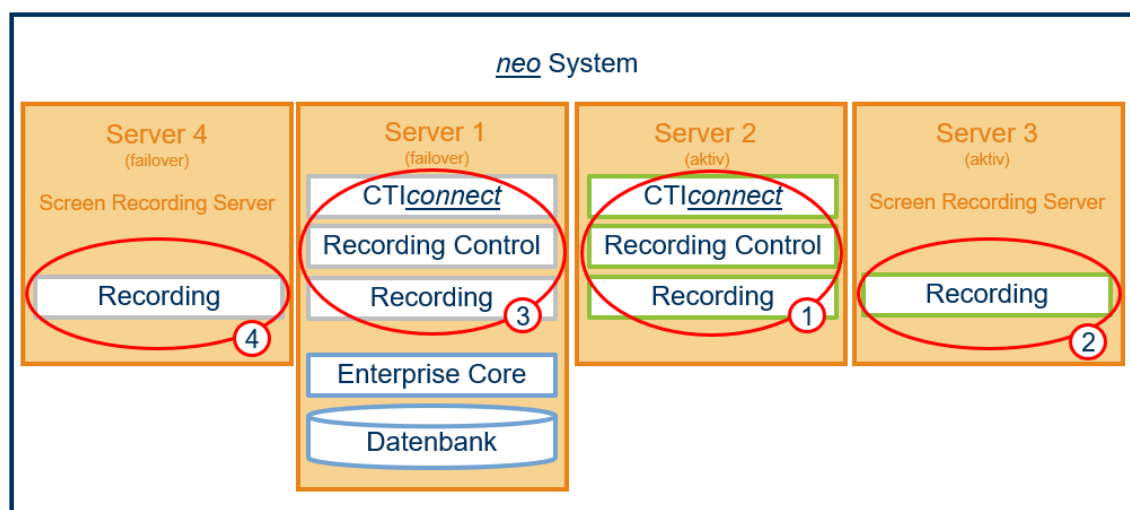 neo System
Server 4
(failover)
Screen Recording Server
Recording
4
Server 1
(failover)
CTIconnect
Recording Control
Recording
3
Enterprise Core
Datenbank
Server 2
(aktiv)
CTIconnect
Recording Control
Recording
1
Server 3
(aktiv)
Screen Recording Server
Recording
2